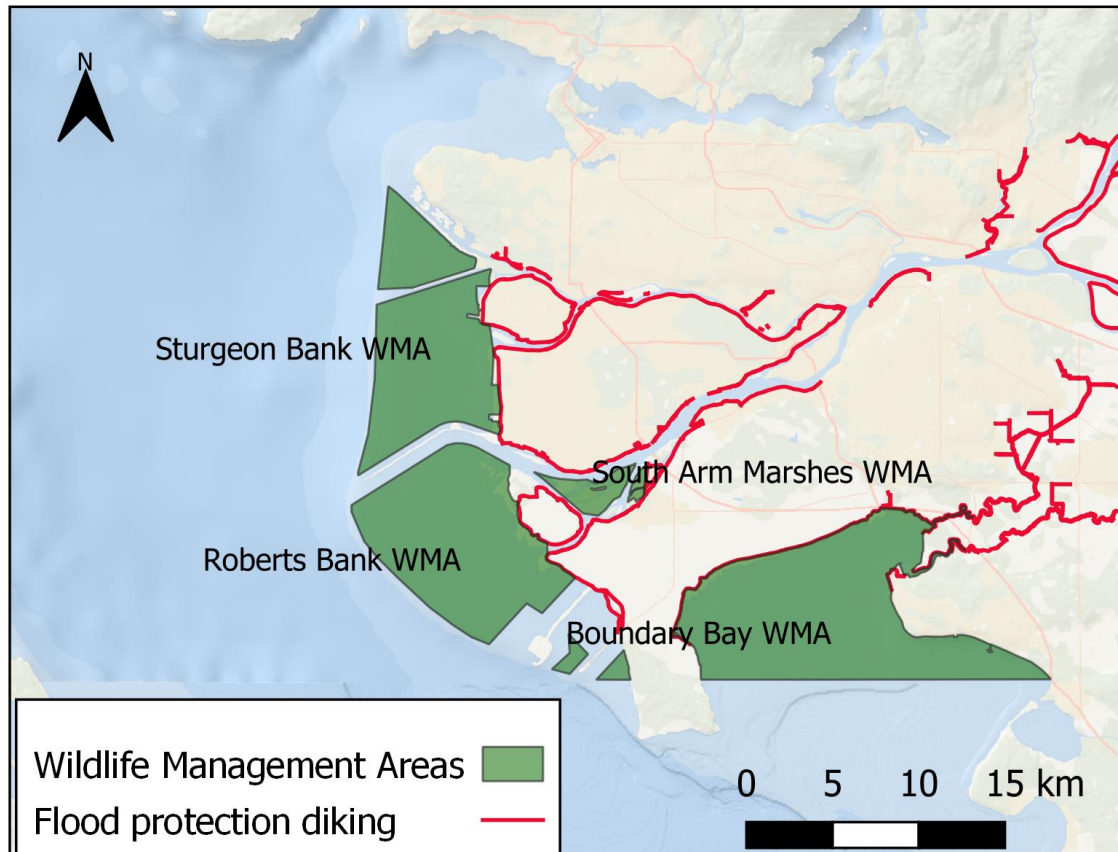 N
Sturgeon Bank WMA
South Arm Marshes WMA
Roberts Bank WMA
Boundary Bay WMA
Wildlife Management Areas
Flood protection diking
0 5 10 15 km